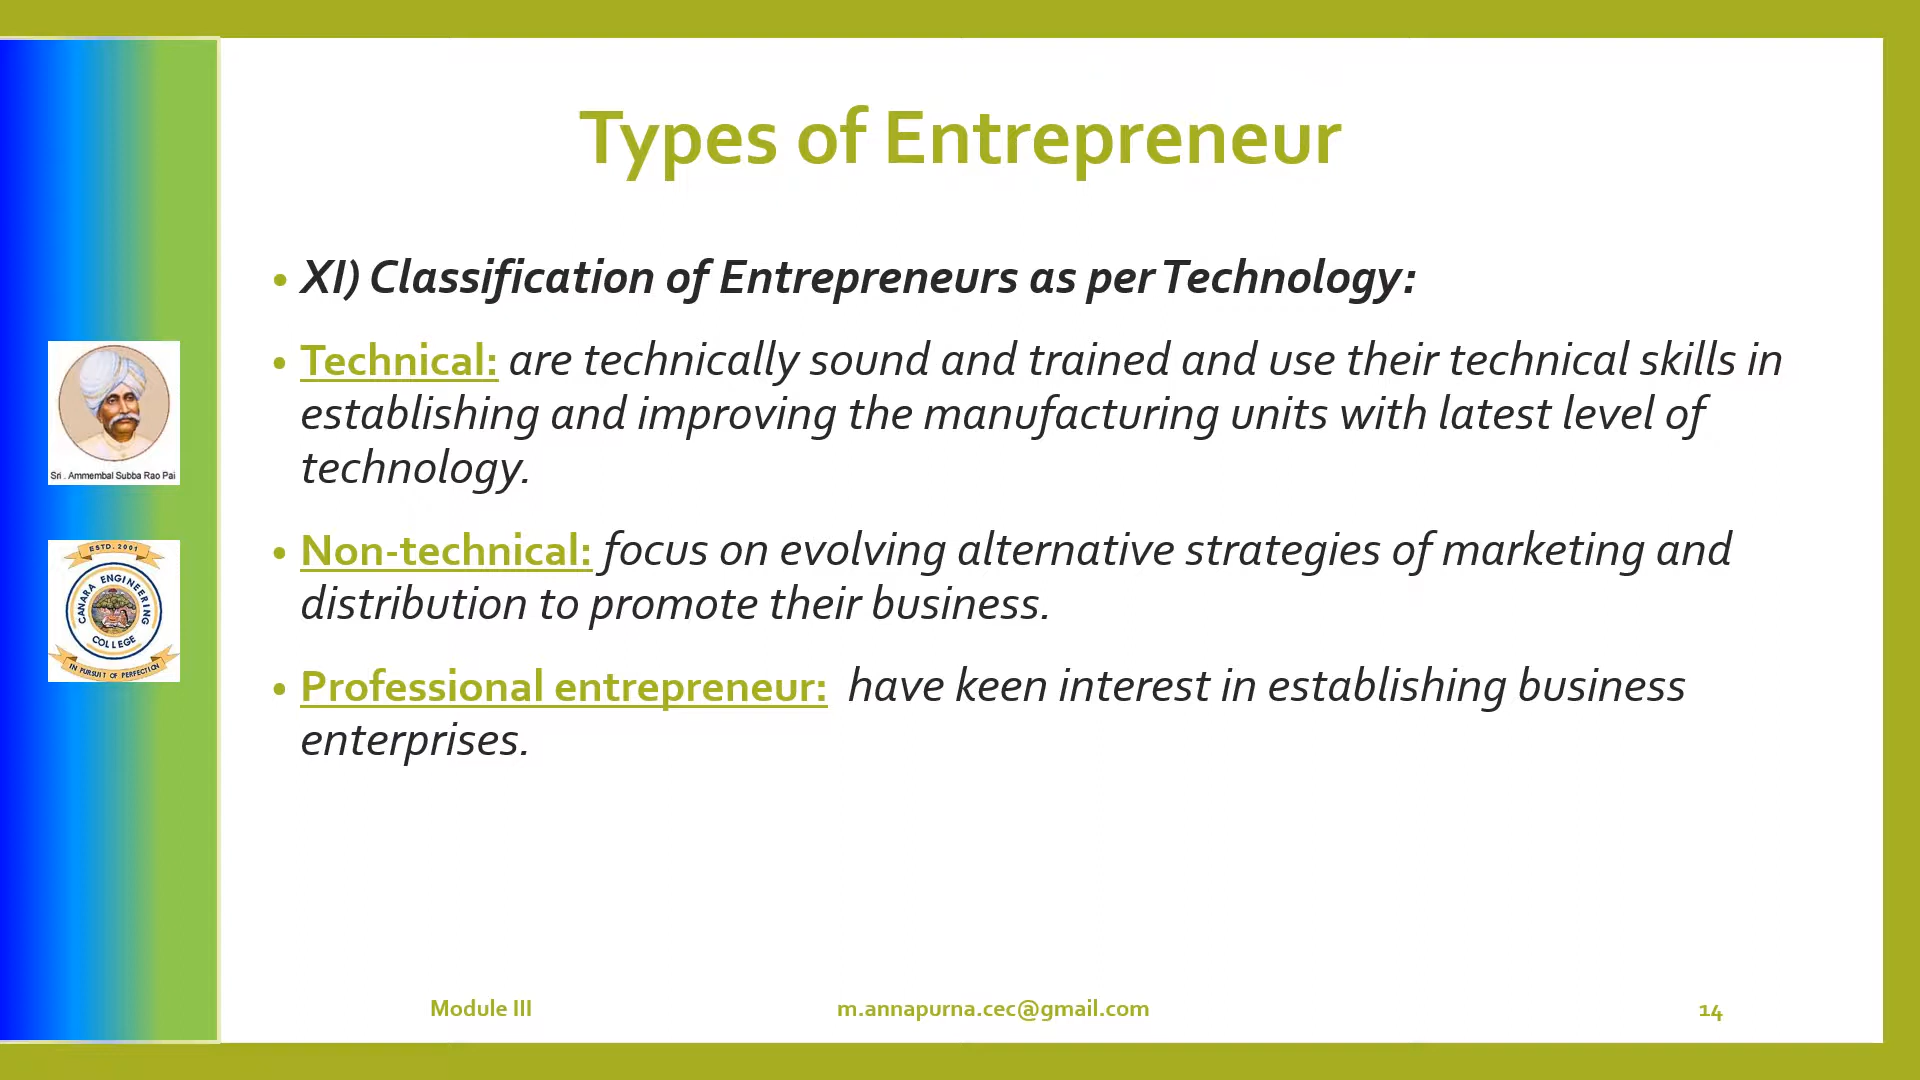 Types of Entrepreneur
• XI) Classification of Entrepreneurs as per Technology:
• Technical: are technically sound and trained and use their technical skills in
establishing and improving the manufacturing units with latest level of
technology.
• Non-technical: focus on evolving alternative strategies of marketing and
distribution to promote their business.
• Professional entrepreneur: have keen interest in establishing business
enterprises.
Sri . Ammembal Subba Rao Pai
ESTD. 2001
CANARA ENGINEERING
COLLEGE
IN PURSUIT OF PERFECTION
Module III
m.annapurna.cec@gmail.com
14